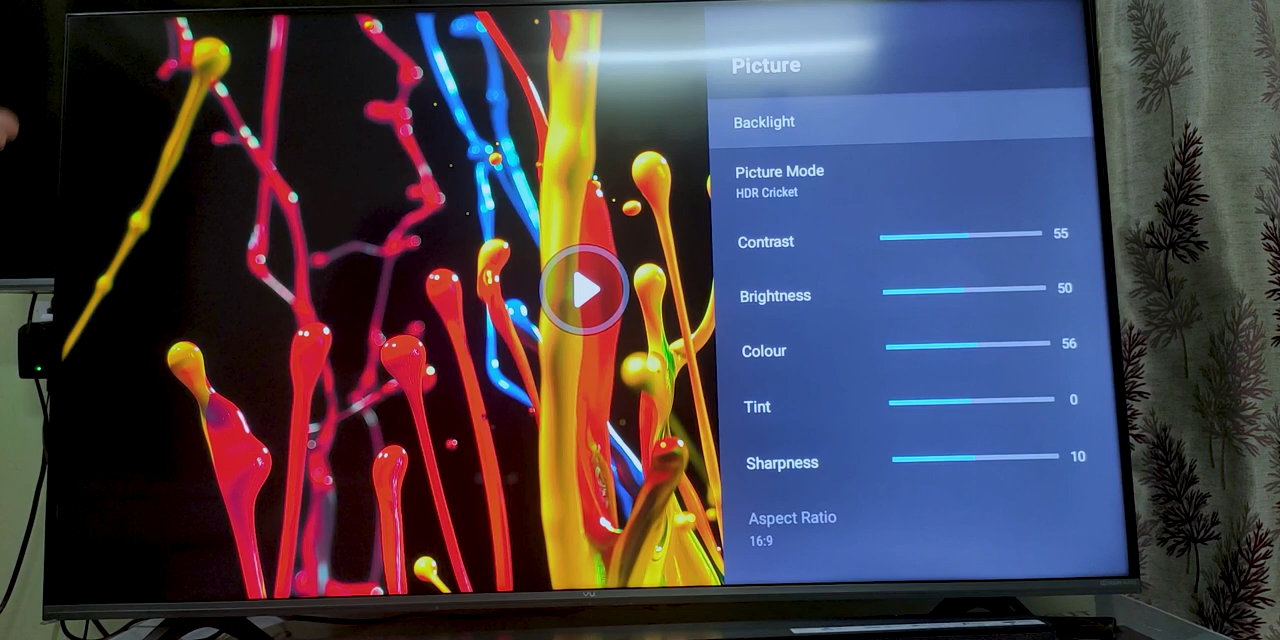 Picture
Backlight
Picture Mode
HDR Cricket
Contrast 55
Brightness 50
Colour 56
Tint 0
Sharpness 10
Aspect Ratio
16:9
VU